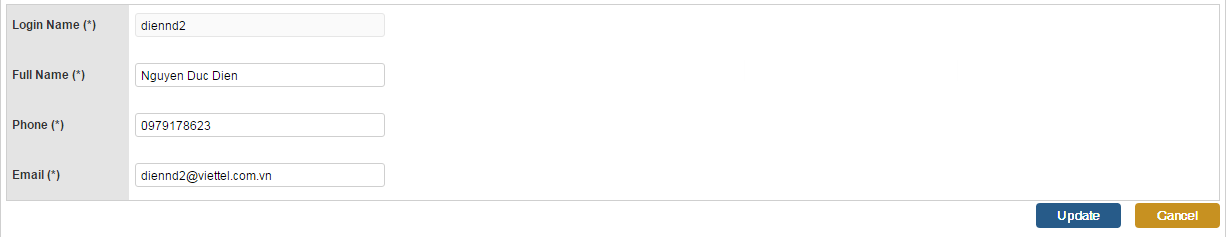 Login Name (*) diennd2
Full Name (*) Nguyen Duc Dien
Phone (*) 0979178623
Email (*) diennd2@viettel.com.vn
Update Cancel